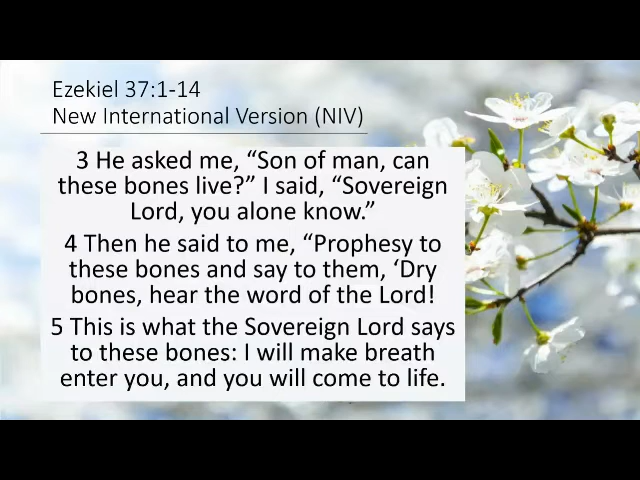 Ezekiel 37:1-14
New International Version (NIV)
3 He asked me, “Son of man, can
these bones live?” I said, “Sovereign
Lord, you alone know.”
4 Then he said to me, “Prophesy to
these bones and say to them, ‘Dry
bones, hear the word of the Lord!
5 This is what the Sovereign Lord says
to these bones: I will make breath
enter you, and you will come to life.